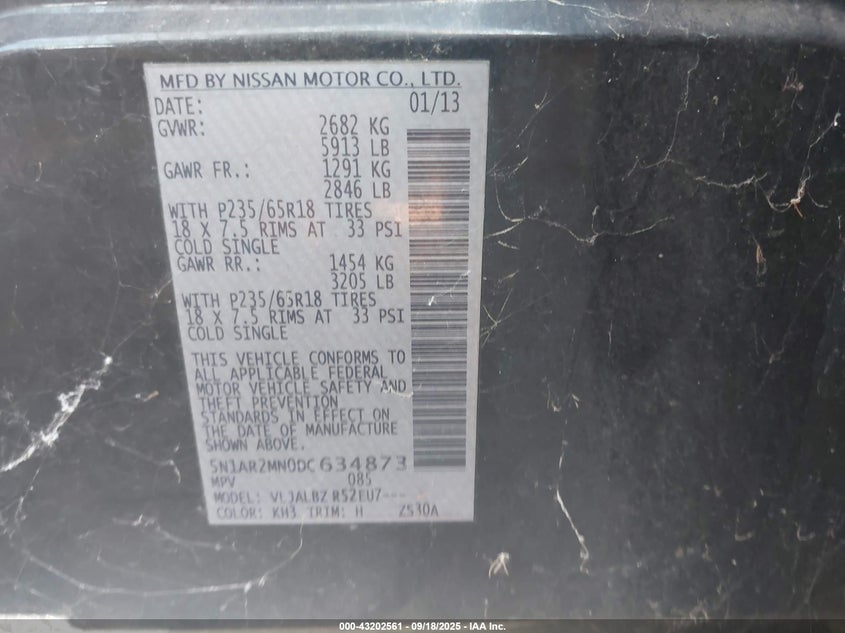 MFD BY NISSAN MOTOR CO., LTD.
DATE: 01/13
GVWR: 2682 KG
5913 LB
GAWR FR.: 1291 KG
2846 LB
WITH P235/65R18 TIRES
18 X 7.5 RIMS AT 33 PSI
COLD SINGLE
GAWR RR.: 1454 KG
3205 LB
WITH P235/65R18 TIRES
18 X 7.5 RIMS AT 33 PSI
COLD SINGLE
THIS VEHICLE CONFORMS TO
ALL APPLICABLE FEDERAL
MOTOR VEHICLE SAFETY AND
THEFT PREVENTION
STANDARDS IN EFFECT ON
THE DATE OF MANUFACTURE
SHOWN ABOVE.
5N1AR2MN0DC634873
MPV 085
MODEL: VLJALBZ R52EU7---
COLOR: KH3 TRIM: H Z530A
000-43202561 - 09/18/2025 - IAA Inc.